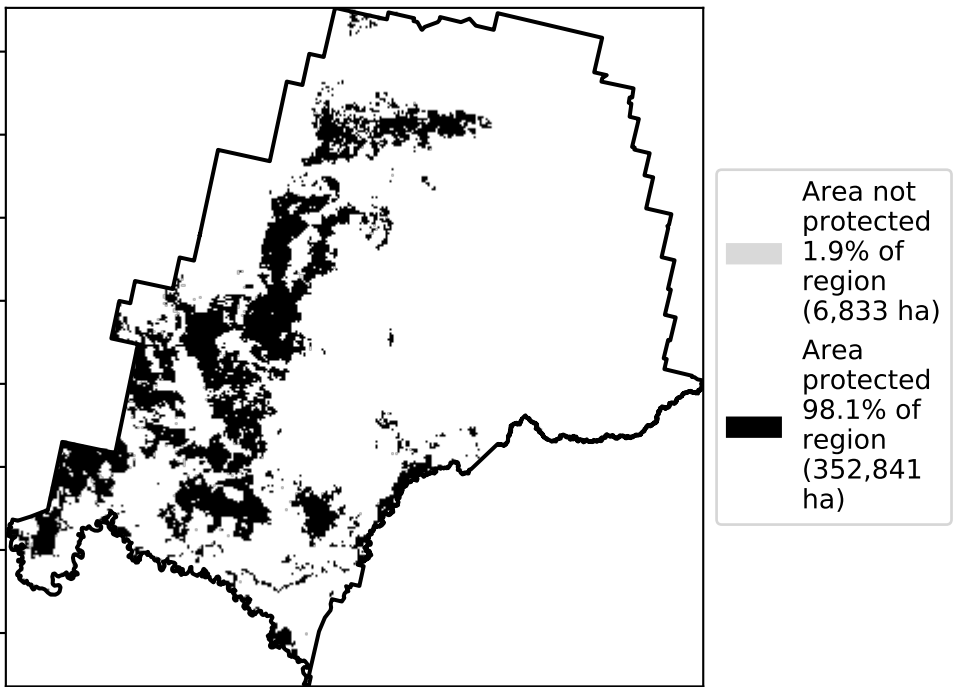 Area not
protected
1.9% of
region
(6,833 ha)
Area
protected
98.1% of
region
(352,841
ha)